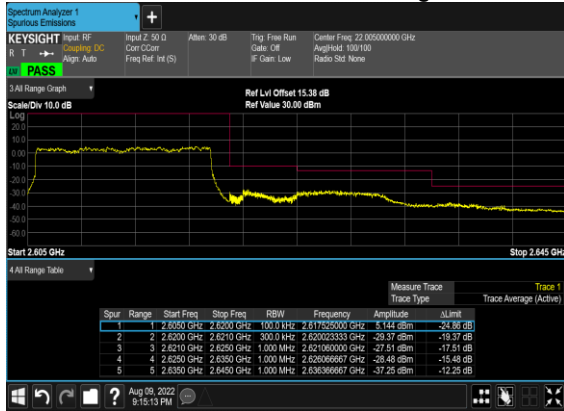 Spectrum Analyzer 1
Spurious Emissions
KEYSIGHT Input: RF Input Z: 50 Ω Atten: 30 dB Trig: Free Run Center Freq: 22.005000000 GHz
R T Coupling: DC Corr CCorr Gate: Off Avg|Hold: 100/100
Align: Auto Freq Ref: Int (S) IF Gain: Low Radio Std: None
PASS
3 All Range Graph
Ref Lvl Offset 15.38 dB
Scale/Div 10.0 dB Ref Value 30.00 dBm
Log
20.0
10.0
0.00
-10.0
-20.0
-30.0
-40.0
-50.0
-60.0
Start 2.605 GHz Stop 2.645 GHz
4 All Range Table
Measure Trace Trace 1
Trace Type Trace Average (Active)
Spur Range Start Freq Stop Freq RBW Frequency Amplitude ΔLimit
1 1 2.6050 GHz 2.6200 GHz 100.0 kHz 2.617525000 GHz 5.144 dBm -24.86 dB
2 2 2.6200 GHz 2.6210 GHz 300.0 kHz 2.620023333 GHz -29.37 dBm -19.37 dB
3 3 2.6210 GHz 2.6250 GHz 1.000 MHz 2.621060000 GHz -27.51 dBm -17.51 dB
4 4 2.6250 GHz 2.6350 GHz 1.000 MHz 2.626066667 GHz -28.48 dBm -15.48 dB
5 5 2.6350 GHz 2.6450 GHz 1.000 MHz 2.636366667 GHz -37.25 dBm -12.25 dB
Aug 09, 2022
9:15:13 PM